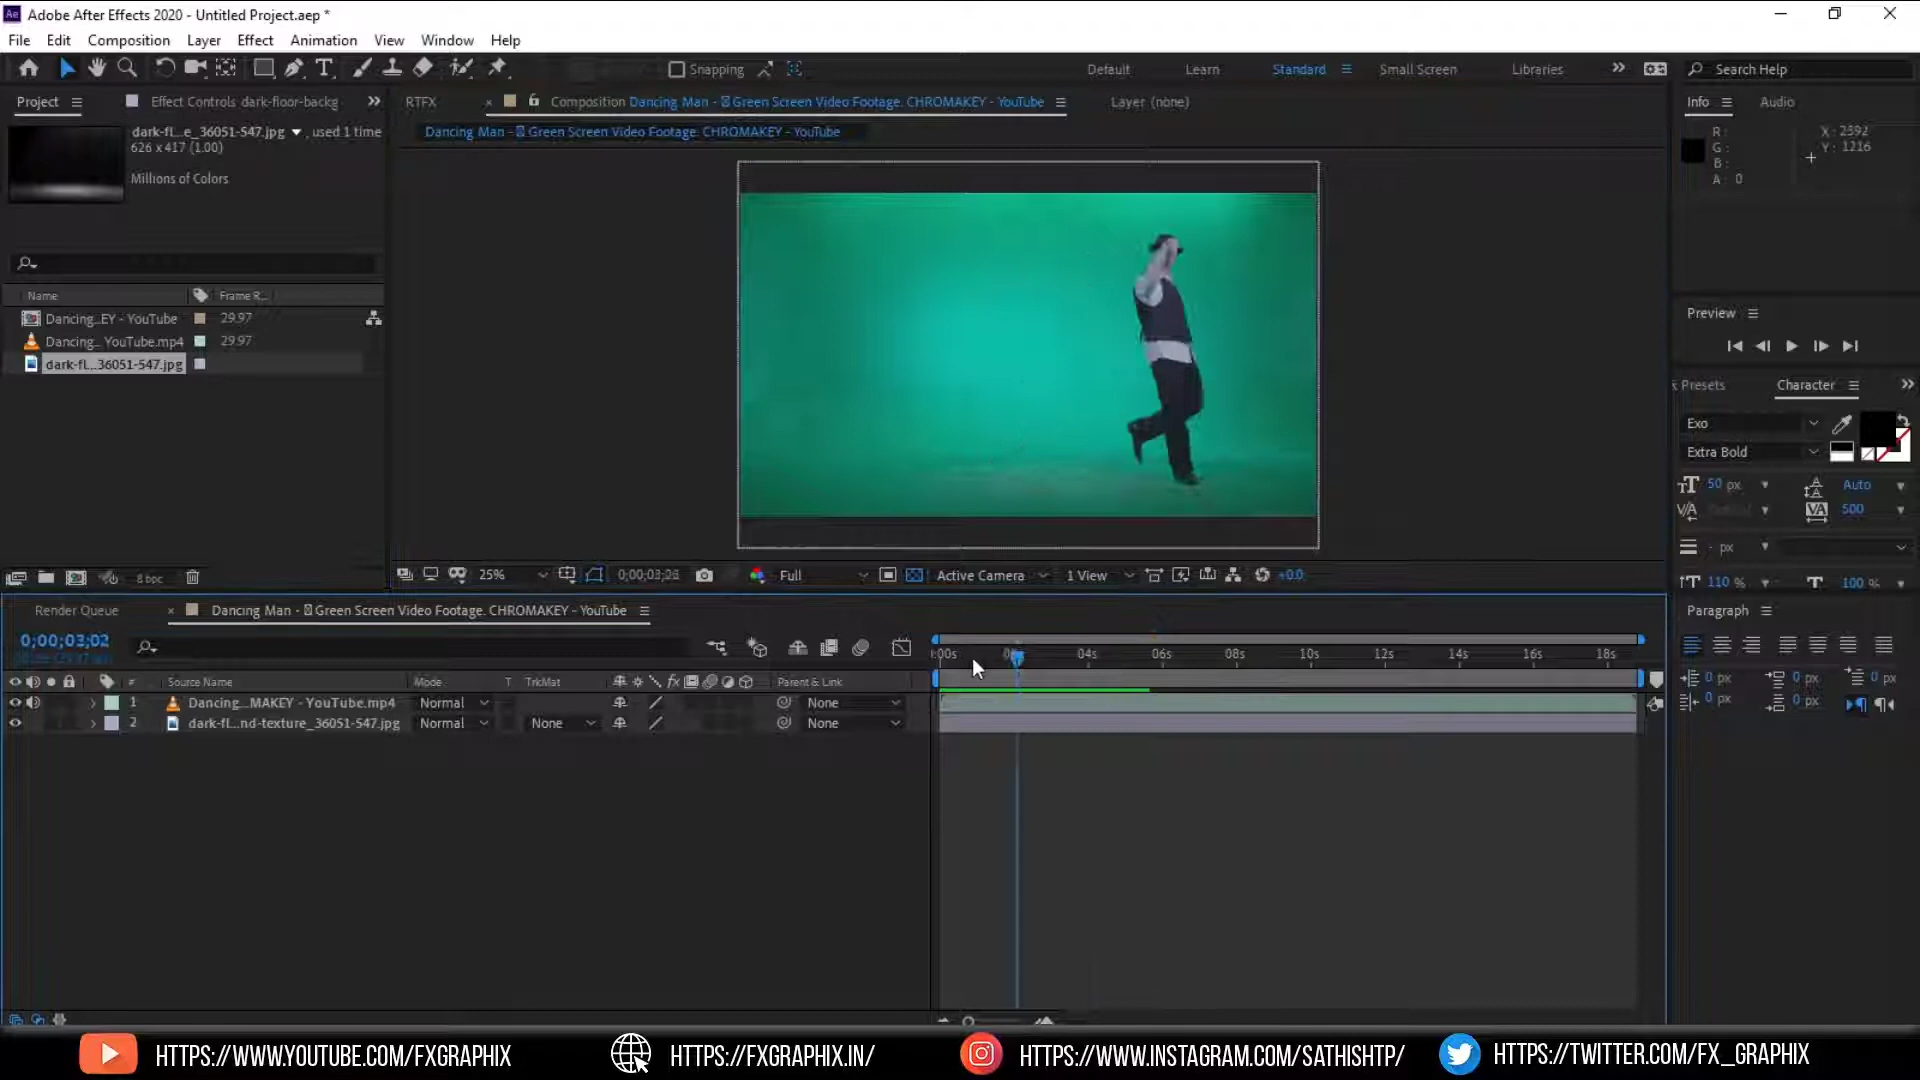 Adobe After Effects 2020 - Untitled Project.aep *
File Edit Composition Layer Effect Animation View Window Help
Snapping
Default Learn Standard Small Screen Libraries Search Help
Project Effect Controls dark-floor-backg
RTFX Composition Dancing Man - Green Screen Video Footage. CHROMAKEY - YouTube Layer (none)
Info Audio
dark-fl...e_36051-547.jpg , used 1 time
626 x 417 (1.00)
Millions of Colors
Dancing Man - Green Screen Video Footage. CHROMAKEY - YouTube
R:
G:
B:
A: 0
X: 2592
Y: 1216
Name Frame R...
Dancing...EY - YouTube 29.97
Dancing... YouTube.mp4 29.97
dark-fl...36051-547.jpg
Preview
Presets Character
Exo
Extra Bold
50 px Auto
500
- px
110 % 100 %
8 bpc
25% Full Active Camera 1 View +0.0
Render Queue Dancing Man - Green Screen Video Footage. CHROMAKEY - YouTube
Paragraph
0;00;03;02
:00s 04s 06s 08s 10s 12s 14s 16s 18s
# Source Name Mode T TrkMat Parent & Link
1 Dancing...MAKEY - YouTube.mp4 Normal None
2 dark-fl...nd-texture_36051-547.jpg Normal None None
0 px 0 px 0 px
0 px 0 px
HTTPS://WWW.YOUTUBE.COM/FXGRAPHIX
HTTPS://FXGRAPHIX.IN/
HTTPS://WWW.INSTAGRAM.COM/SATHISHTP/
HTTPS://TWITTER.COM/FX_GRAPHIX